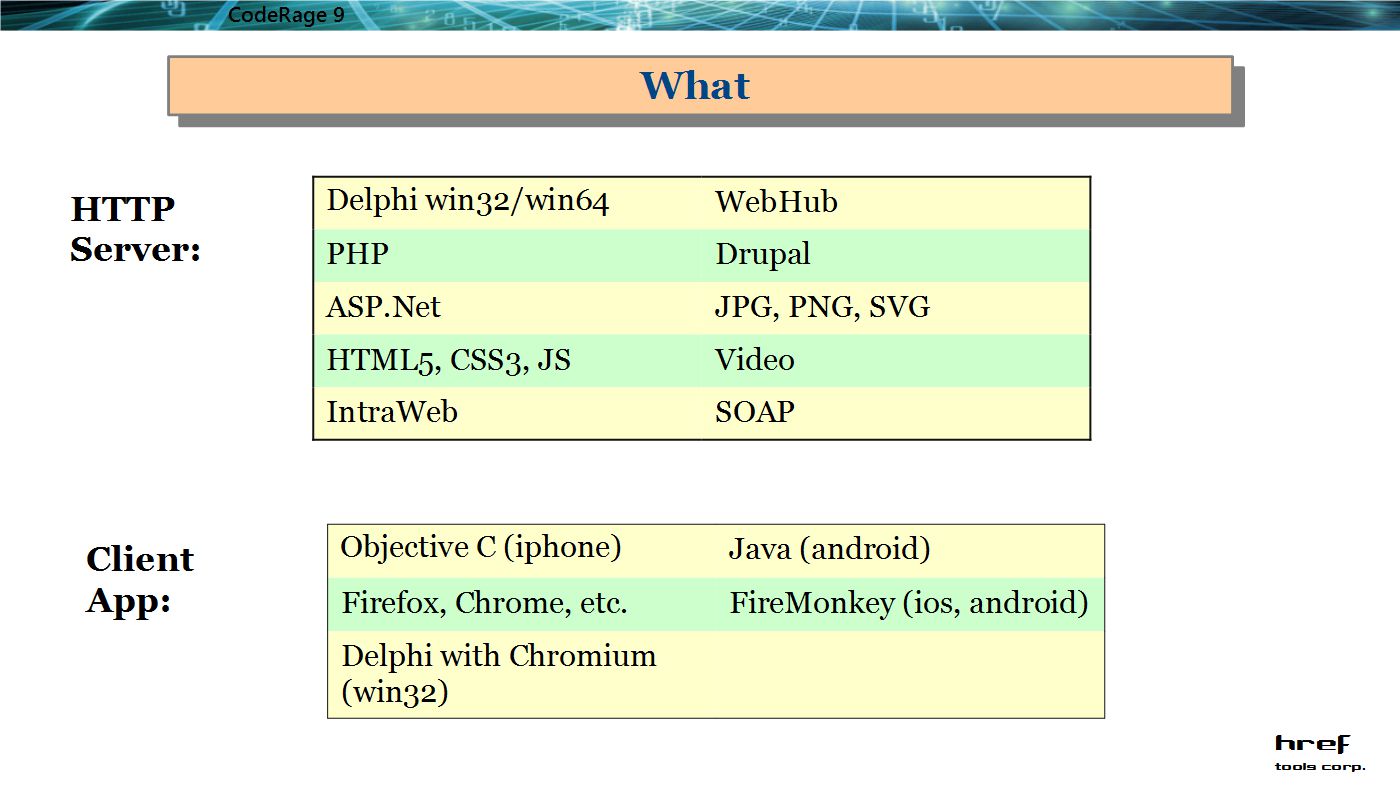 CodeRage 9
What
HTTP
Server:
Delphi win32/win64 WebHub
PHP Drupal
ASP.Net JPG, PNG, SVG
HTML5, CSS3, JS Video
IntraWeb SOAP
Client
App:
Objective C (iphone) Java (android)
Firefox, Chrome, etc. FireMonkey (ios, android)
Delphi with Chromium
(win32)
href
tools corp.